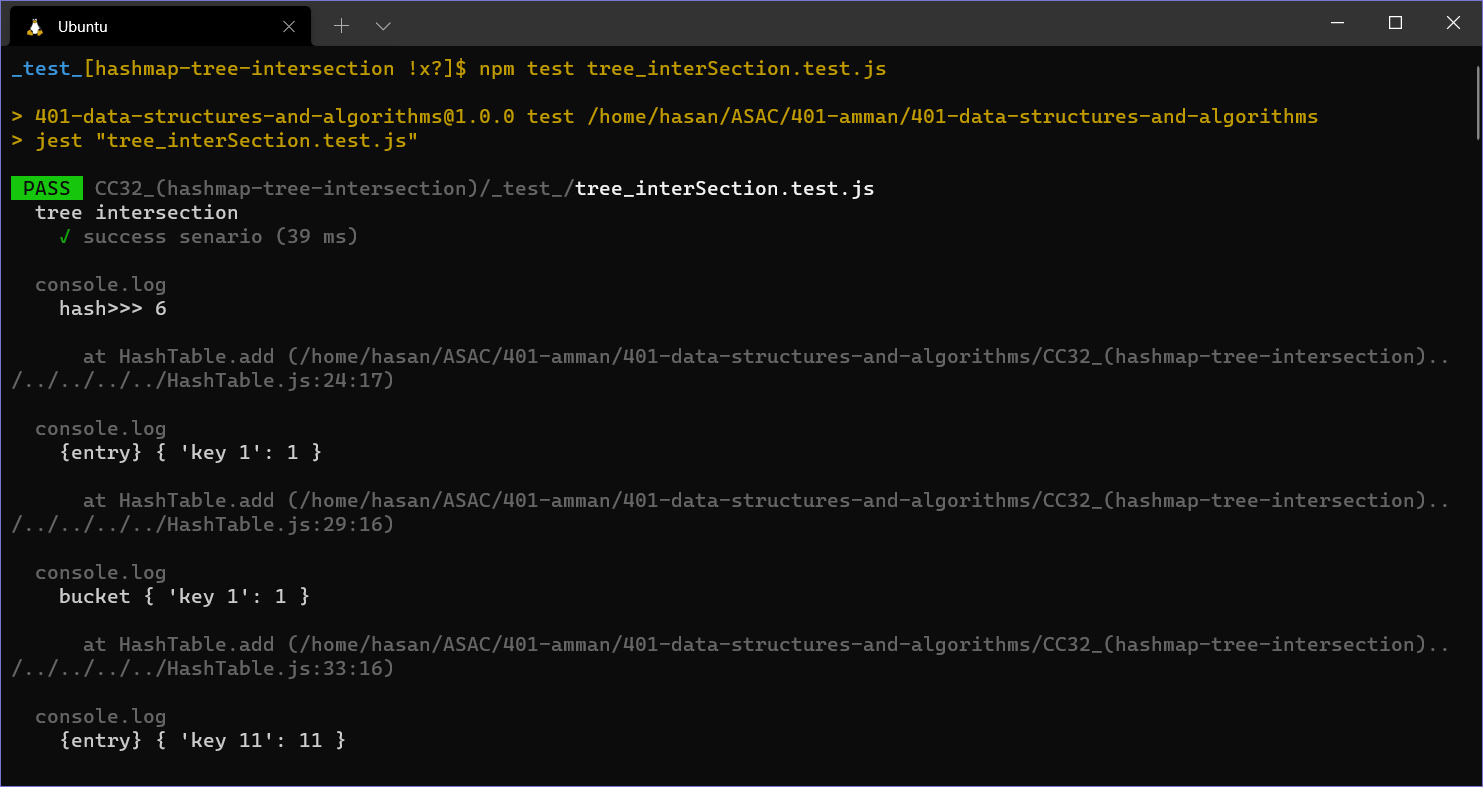 Ubuntu
_test_[hashmap-tree-intersection !x?]$ npm test tree_interSection.test.js
> 401-data-structures-and-algorithms@1.0.0 test /home/hasan/ASAC/401-amman/401-data-structures-and-algorithms
> jest "tree_interSection.test.js"
PASS CC32_(hashmap-tree-intersection)/_test_/tree_interSection.test.js
tree intersection
√ success senario (39 ms)
console.log
hash>>> 6
at HashTable.add (/home/hasan/ASAC/401-amman/401-data-structures-and-algorithms/CC32_(hashmap-tree-intersection)..
/../../../../HashTable.js:24:17)
console.log
{entry} { 'key 1': 1 }
at HashTable.add (/home/hasan/ASAC/401-amman/401-data-structures-and-algorithms/CC32_(hashmap-tree-intersection)..
/../../../../HashTable.js:29:16)
console.log
bucket { 'key 1': 1 }
at HashTable.add (/home/hasan/ASAC/401-amman/401-data-structures-and-algorithms/CC32_(hashmap-tree-intersection)..
/../../../../HashTable.js:33:16)
console.log
{entry} { 'key 11': 11 }